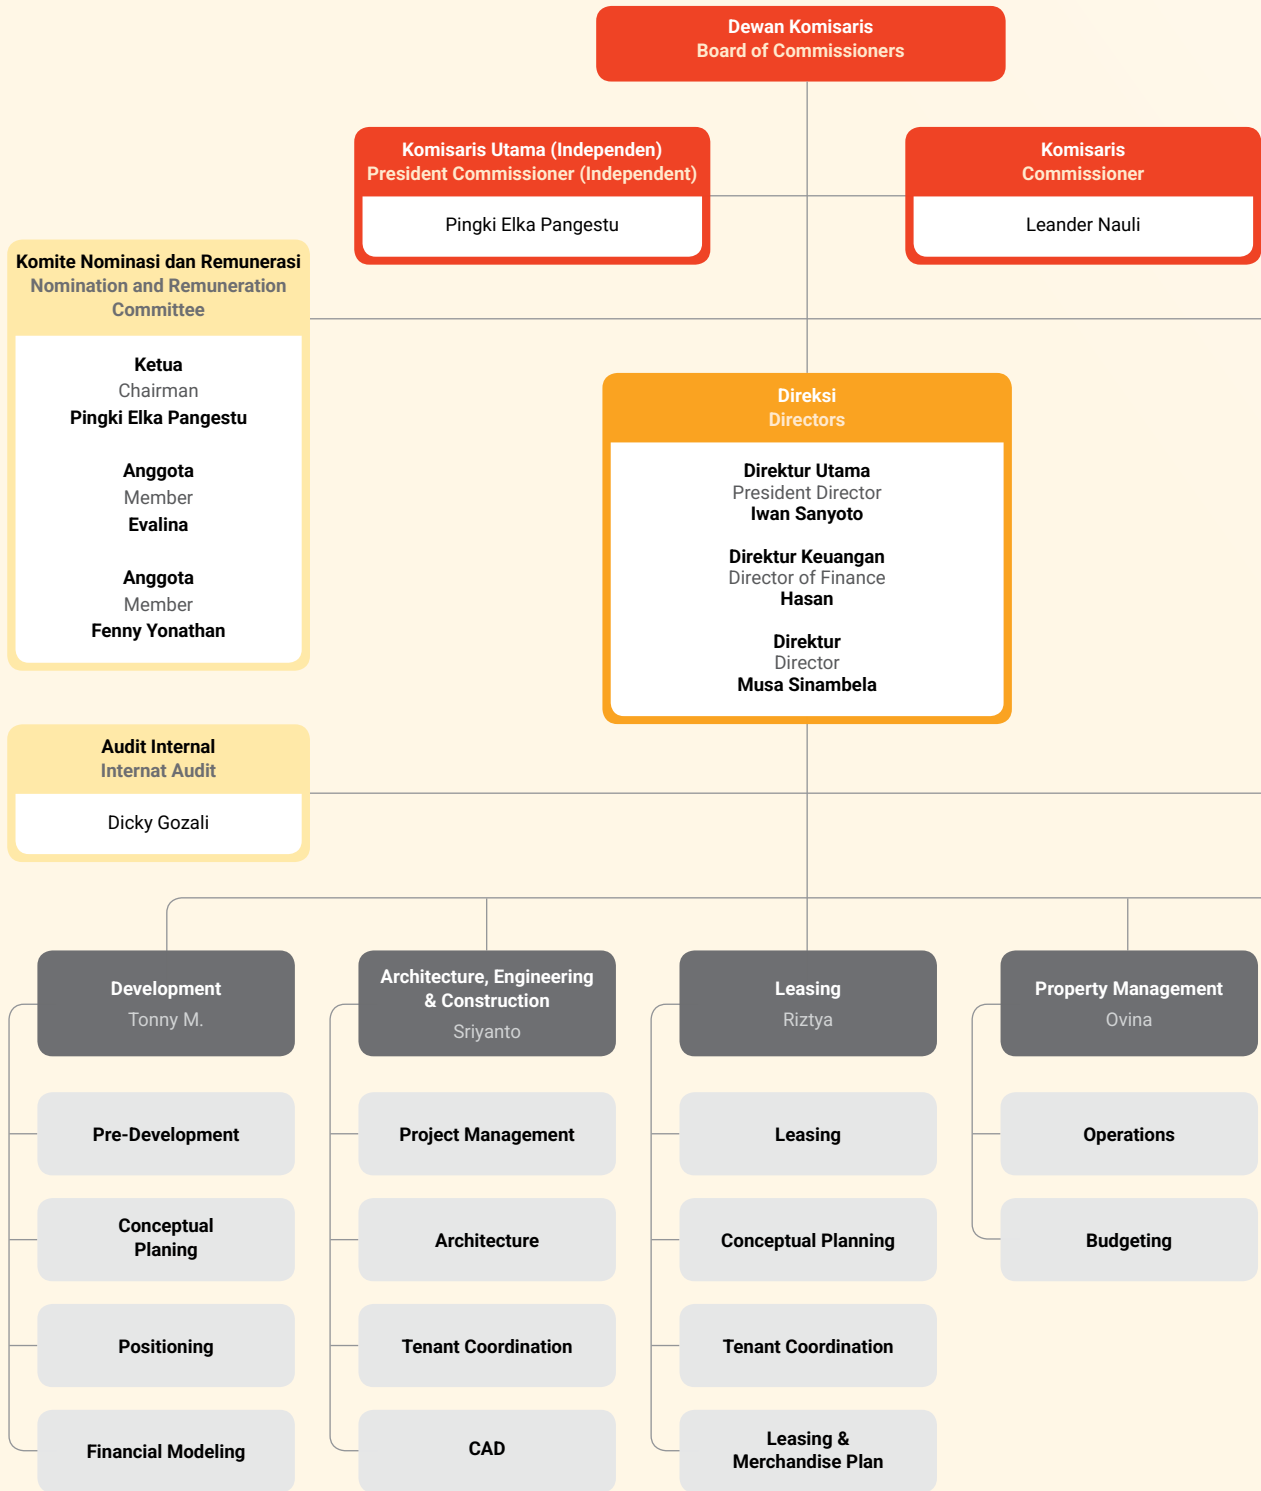 Dewan Komisaris
Board of Commissioners
Komisaris Utama (Independen)
President Commissioner (Independent)
Pingki Elka Pangestu
Komisaris
Commissioner
Leander Nauli
Komite Nominasi dan Remunerasi
Nomination and Remuneration
Committee
Ketua
Chairman
Pingki Elka Pangestu
Anggota
Member
Evalina
Anggota
Member
Fenny Yonathan
Direksi
Directors
Direktur Utama
President Director
Iwan Sanyoto
Direktur Keuangan
Director of Finance
Hasan
Direktur
Director
Musa Sinambela
Audit Internal
Internat Audit
Dicky Gozali
Development
Tonny M.
Pre-Development
Conceptual
Planing
Positioning
Financial Modeling
Architecture, Engineering
& Construction
Sriyanto
Project Management
Architecture
Tenant Coordination
CAD
Leasing
Riztya
Leasing
Conceptual Planning
Tenant Coordination
Leasing &
Merchandise Plan
Property Management
Ovina
Operations
Budgeting